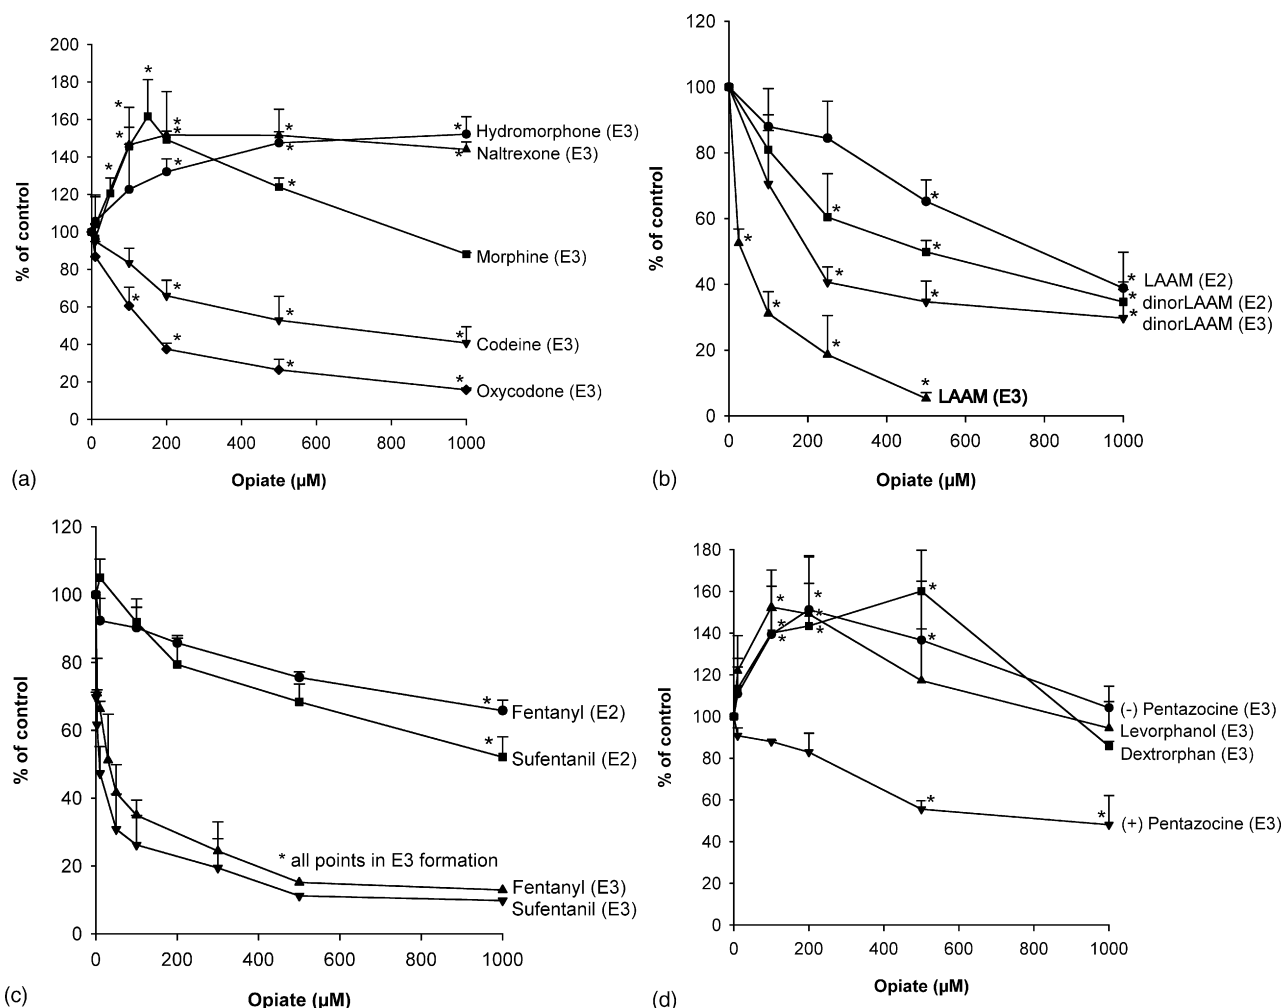 200
180
160
140
120
100
80
60
40
20
0
% of control
* * * * * * * * * * * * * * * * * *
Hydromorphone (E3)
Naltrexone (E3)
Morphine (E3)
Codeine (E3)
Oxycodone (E3)
0 200 400 600 800 1000
Opiate (µM)
(a)
120
100
80
60
40
20
0
% of control
* * * * * * * * * * * * *
LAAM (E2)
dinorLAAM (E2)
dinorLAAM (E3)
LAAM (E3)
0 200 400 600 800 1000
Opiate (µM)
(b)
120
100
80
60
40
20
0
% of control
* Fentanyl (E2)
* Sufentanil (E2)
* all points in E3 formation
Fentanyl (E3)
Sufentanil (E3)
0 200 400 600 800 1000
Opiate (µM)
(c)
180
160
140
120
100
80
60
40
20
0
% of control
* * * * * * * * * *
(-) Pentazocine (E3)
Levorphanol (E3)
Dextrorphan (E3)
(+) Pentazocine (E3)
0 200 400 600 800 1000
Opiate (µM)
(d)